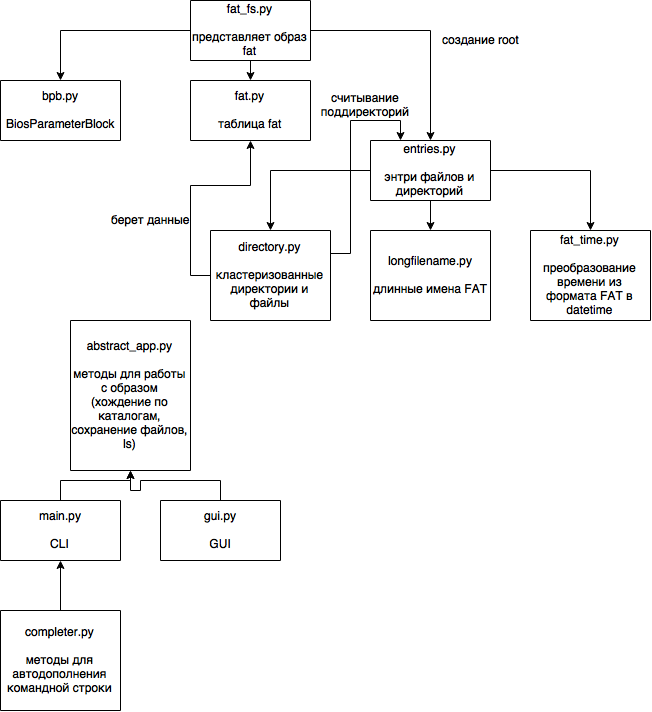 fat_fs.py
представляет образ
fat
создание root
bpb.py
BiosParameterBlock
fat.py
таблица fat
считывание
поддиректорий
entries.py
энтри файлов и
директорий
берет данные
directory.py
кластеризованные
директории и
файлы
longfilename.py
длинные имена FAT
fat_time.py
преобразование
времени из
формата FAT в
datetime
abstract_app.py
методы для работы
с образом
(хождение по
каталогам,
сохранение файлов,
ls)
main.py
CLI
gui.py
GUI
completer.py
методы для
автодополнения
командной строки